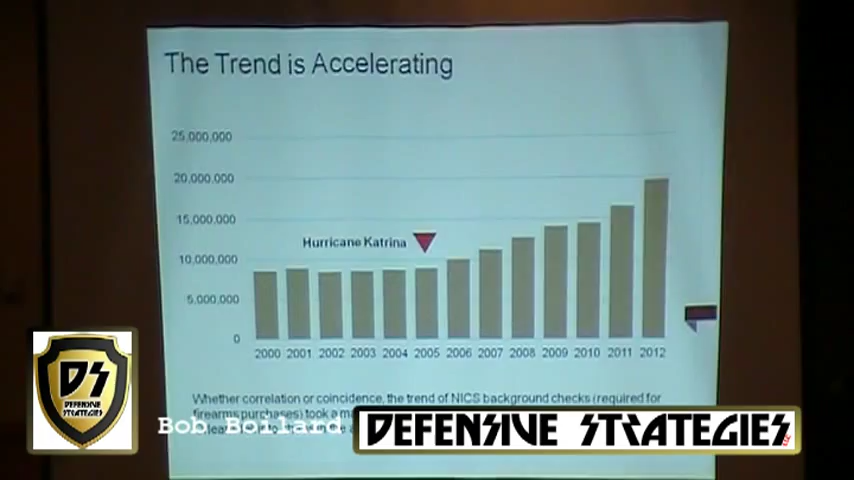 The Trend is Accelerating
25,000,000
20,000,000
15,000,000
Hurricane Katrina
10,000,000
5,000,000
0
2000 2001 2002 2003 2004 2005 2006 2007 2008 2009 2010 2011 2012
Whether correlation or coincidence, the trend of NICS background checks (required for
firearms purchases) took a
DS
DEFENSIVE
STRATEGIES
Bob Bollard
DEFENSIVE STRATEGIES